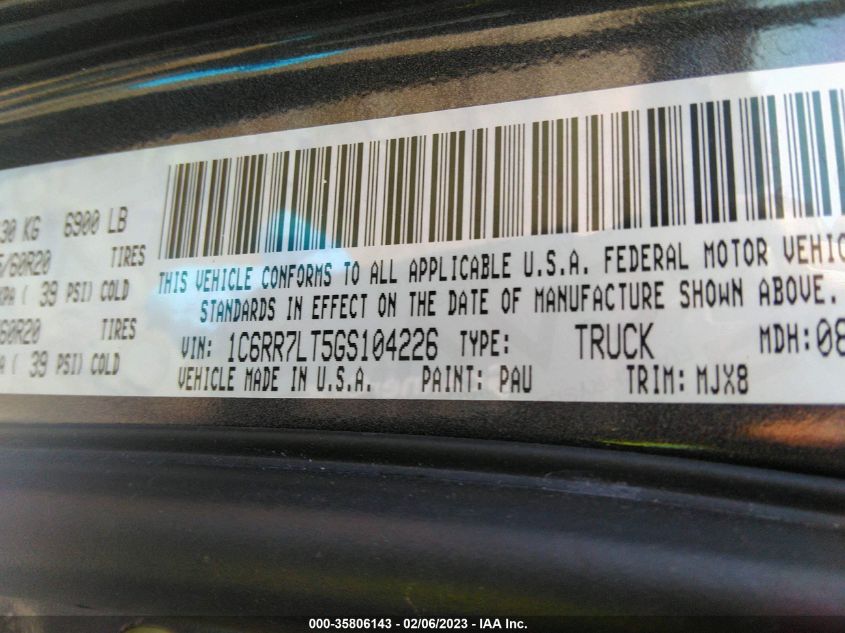 30 KG 6900 LB
/60R20 TIRES
KPA ( 39 PSI) COLD
60R20 TIRES
A ( 39 PSI) COLD
THIS VEHICLE CONFORMS TO ALL APPLICABLE U.S.A. FEDERAL MOTOR VEHIC
STANDARDS IN EFFECT ON THE DATE OF MANUFACTURE SHOWN ABOVE.
VIN: 1C6RR7LT5GS104226 TYPE: TRUCK MDH:08
VEHICLE MADE IN U.S.A. PAINT: PAU TRIM: MJX8
000-35806143 - 02/06/2023 - IAA Inc.